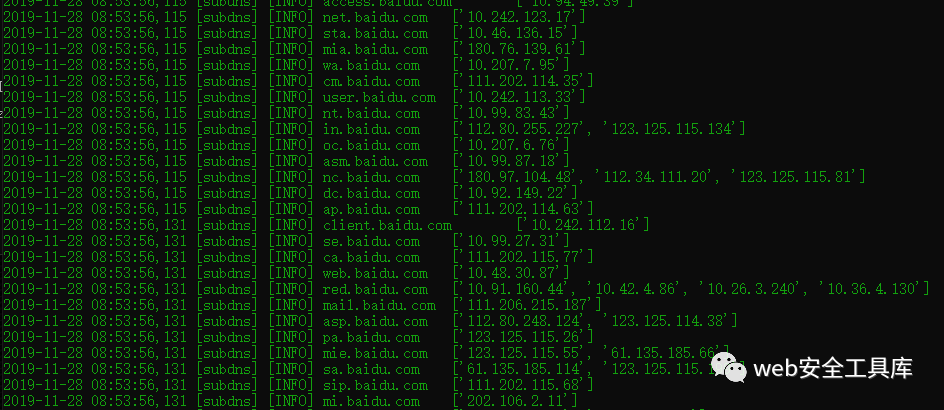 access.baidu.com ['10.94.49.39']
2019-11-28 08:53:56,115 [subdns] [INFO] net.baidu.com ['10.242.123.17']
2019-11-28 08:53:56,115 [subdns] [INFO] sta.baidu.com ['10.46.136.15']
2019-11-28 08:53:56,115 [subdns] [INFO] mia.baidu.com ['180.76.139.61']
2019-11-28 08:53:56,115 [subdns] [INFO] wa.baidu.com ['10.207.7.95']
2019-11-28 08:53:56,115 [subdns] [INFO] cm.baidu.com ['111.202.114.35']
2019-11-28 08:53:56,115 [subdns] [INFO] user.baidu.com ['10.242.113.33']
2019-11-28 08:53:56,115 [subdns] [INFO] nt.baidu.com ['10.99.83.43']
2019-11-28 08:53:56,115 [subdns] [INFO] in.baidu.com ['112.80.255.227', '123.125.115.134']
2019-11-28 08:53:56,115 [subdns] [INFO] oc.baidu.com ['10.207.6.76']
2019-11-28 08:53:56,115 [subdns] [INFO] asm.baidu.com ['10.99.87.18']
2019-11-28 08:53:56,115 [subdns] [INFO] nc.baidu.com ['180.97.104.48', '112.34.111.20', '123.125.115.81']
2019-11-28 08:53:56,115 [subdns] [INFO] dc.baidu.com ['10.92.149.22']
2019-11-28 08:53:56,115 [subdns] [INFO] ap.baidu.com ['111.202.114.63']
2019-11-28 08:53:56,131 [subdns] [INFO] client.baidu.com ['10.242.112.16']
2019-11-28 08:53:56,131 [subdns] [INFO] se.baidu.com ['10.99.27.31']
2019-11-28 08:53:56,131 [subdns] [INFO] ca.baidu.com ['111.202.115.77']
2019-11-28 08:53:56,131 [subdns] [INFO] web.baidu.com ['10.48.30.87']
2019-11-28 08:53:56,131 [subdns] [INFO] red.baidu.com ['10.91.160.44', '10.42.4.86', '10.26.3.240', '10.36.4.130']
2019-11-28 08:53:56,131 [subdns] [INFO] mail.baidu.com ['111.206.215.187']
2019-11-28 08:53:56,131 [subdns] [INFO] asp.baidu.com ['112.80.248.124', '123.125.114.38']
2019-11-28 08:53:56,131 [subdns] [INFO] pa.baidu.com ['123.125.115.26']
2019-11-28 08:53:56,131 [subdns] [INFO] mie.baidu.com ['123.125.115.55', '61.135.185.66']
2019-11-28 08:53:56,131 [subdns] [INFO] sa.baidu.com ['61.135.185.114', '123.125.115.
2019-11-28 08:53:56,131 [subdns] [INFO] sip.baidu.com ['111.202.115.68']
2019-11-28 08:53:56,131 [subdns] [INFO] mi.baidu.com ['202.106.2.11']
web安全工具库